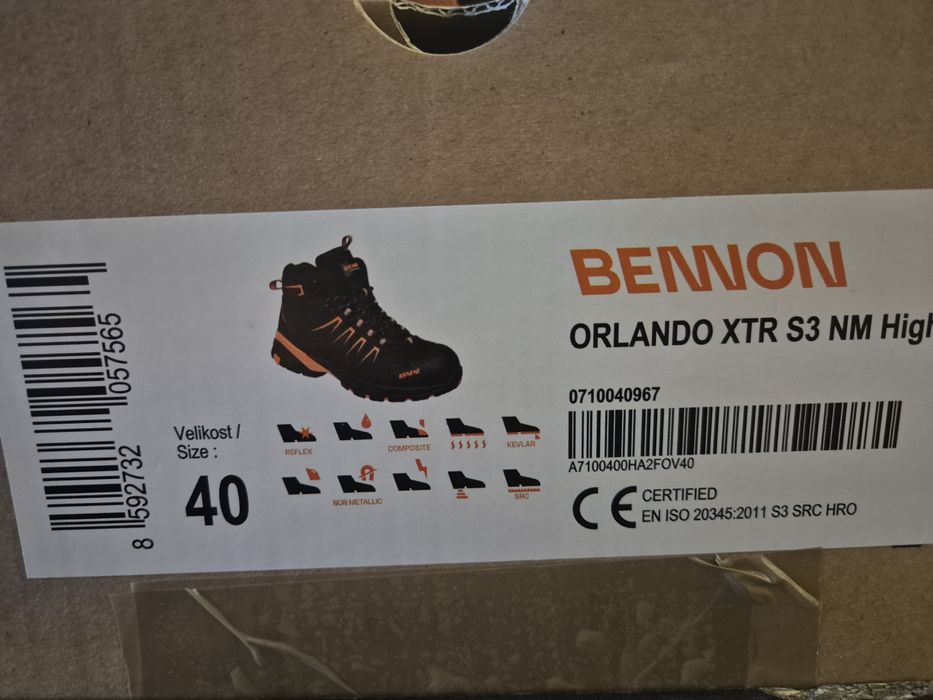 8 592732 057565
Velikost /
Size :
40
REFLEX
COMPOSITE
KEVLAR
NON METALLIC
SRC
BENNON
ORLANDO XTR S3 NM High
0710040967
A7100400HA2FOV40
CE CERTIFIED
EN ISO 20345:2011 S3 SRC HRO